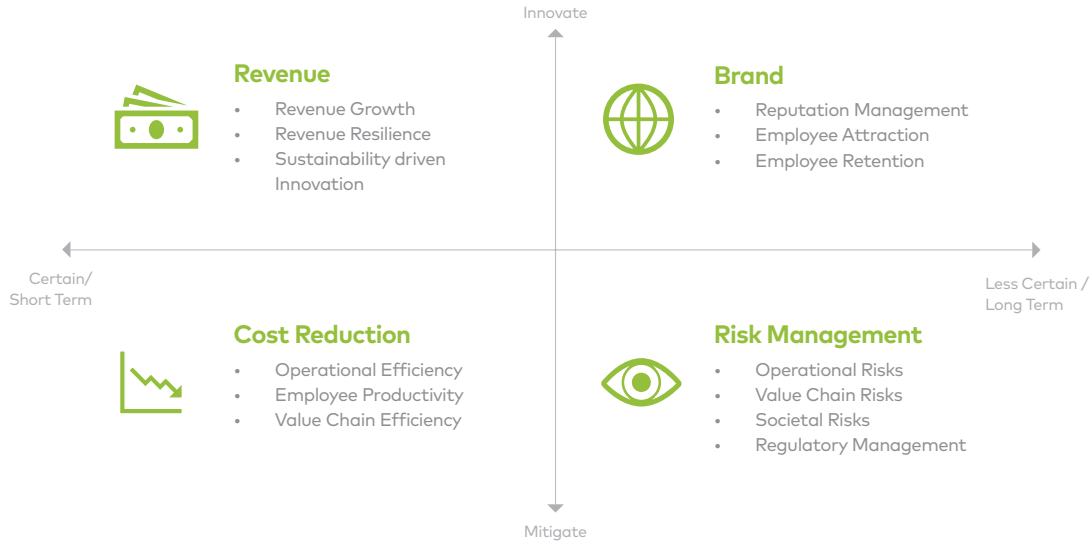 Innovate
Revenue
• Revenue Growth
• Revenue Resilience
• Sustainability driven
Innovation
Brand
• Reputation Management
• Employee Attraction
• Employee Retention
Certain/
Short Term
Less Certain /
Long Term
Cost Reduction
• Operational Efficiency
• Employee Productivity
• Value Chain Efficiency
Risk Management
• Operational Risks
• Value Chain Risks
• Societal Risks
• Regulatory Management
Mitigate